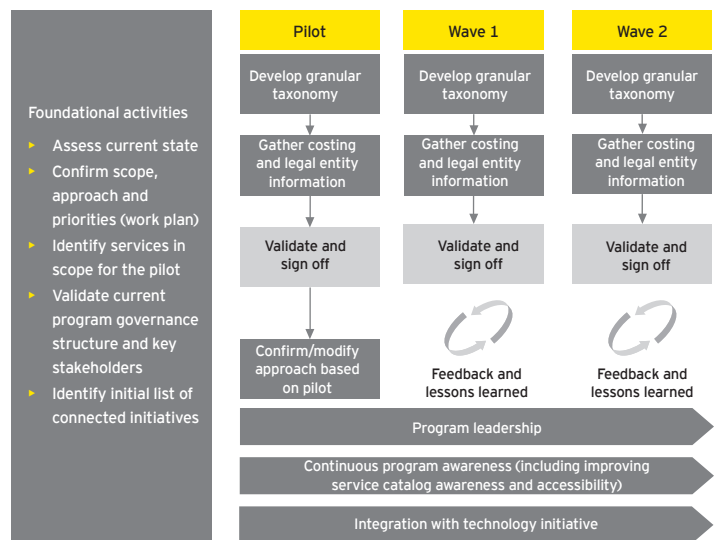 Foundational activities
▸ Assess current state
▸ Confirm scope,
approach and
priorities (work plan)
▸ Identify services in
scope for the pilot
▸ Validate current
program governance
structure and key
stakeholders
▸ Identify initial list of
connected initiatives
Pilot
Develop granular
taxonomy
Gather costing
and legal entity
information
Validate and
sign off
Confirm/modify
approach based
on pilot
Wave 1
Develop granular
taxonomy
Gather costing
and legal entity
information
Validate and
sign off
Feedback and
lessons learned
Wave 2
Develop granular
taxonomy
Gather costing
and legal entity
information
Validate and
sign off
Feedback and
lessons learned
Program leadership
Continuous program awareness (including improving
service catalog awareness and accessibility)
Integration with technology initiative